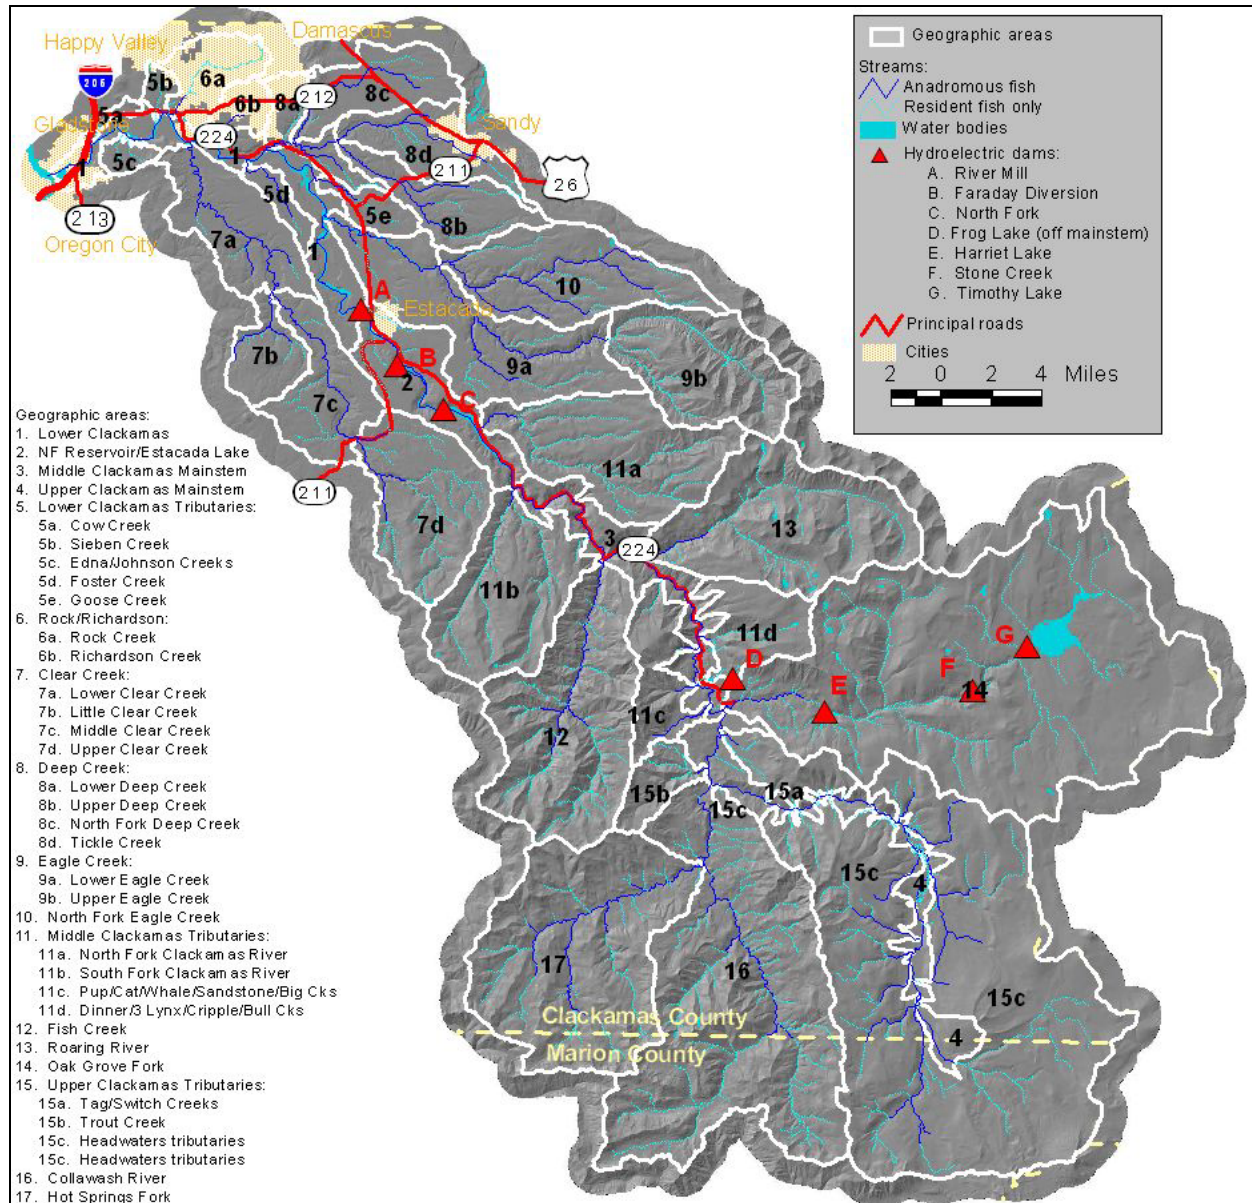 Happy Valley
Damascus
206
5b
6a
212
8c
5a
6b
8a
Gladstone
224
Sandy
1
5c
1
8d
211
5d
26
213
5e
8b
Oregon City
7a
1
10
A
Estacada
7b
B
9a
9b
2
7c
C
211
11a
7d
13
3
224
11b
11d
G
D
F
14
E
11c
12
15a
15b
15c
15c
4
17
16
15c
Clackamas County
4
Marion County
Geographic areas
Streams:
Anadromous fish
Resident fish only
Water bodies
Hydroelectric dams:
A. River Mill
B. Faraday Diversion
C. North Fork
D. Frog Lake (off mainstem)
E. Harriet Lake
F. Stone Creek
G. Timothy Lake
Principal roads
Cities
2 0 2 4 Miles
Geographic areas:
1. Lower Clackamas
2. NF Reservoir/Estacada Lake
3. Middle Clackamas Mainstem
4. Upper Clackamas Mainstem
5. Lower Clackamas Tributaries:
5a. Cow Creek
5b. Sieben Creek
5c. Edna/Johnson Creeks
5d. Foster Creek
5e. Goose Creek
6. Rock/Richardson:
6a. Rock Creek
6b. Richardson Creek
7. Clear Creek:
7a. Lower Clear Creek
7b. Little Clear Creek
7c. Middle Clear Creek
7d. Upper Clear Creek
8. Deep Creek:
8a. Lower Deep Creek
8b. Upper Deep Creek
8c. North Fork Deep Creek
8d. Tickle Creek
9. Eagle Creek:
9a. Lower Eagle Creek
9b. Upper Eagle Creek
10. North Fork Eagle Creek
11. Middle Clackamas Tributaries:
11a. North Fork Clackamas River
11b. South Fork Clackamas River
11c. Pup/Cat/Whale/Sandstone/Big Cks
11d. Dinner/3 Lynx/Cripple/Bull Cks
12. Fish Creek
13. Roaring River
14. Oak Grove Fork
15. Upper Clackamas Tributaries:
15a. Tag/Switch Creeks
15b. Trout Creek
15c. Headwaters tributaries
15c. Headwaters tributaries
16. Collawash River
17. Hot Springs Fork